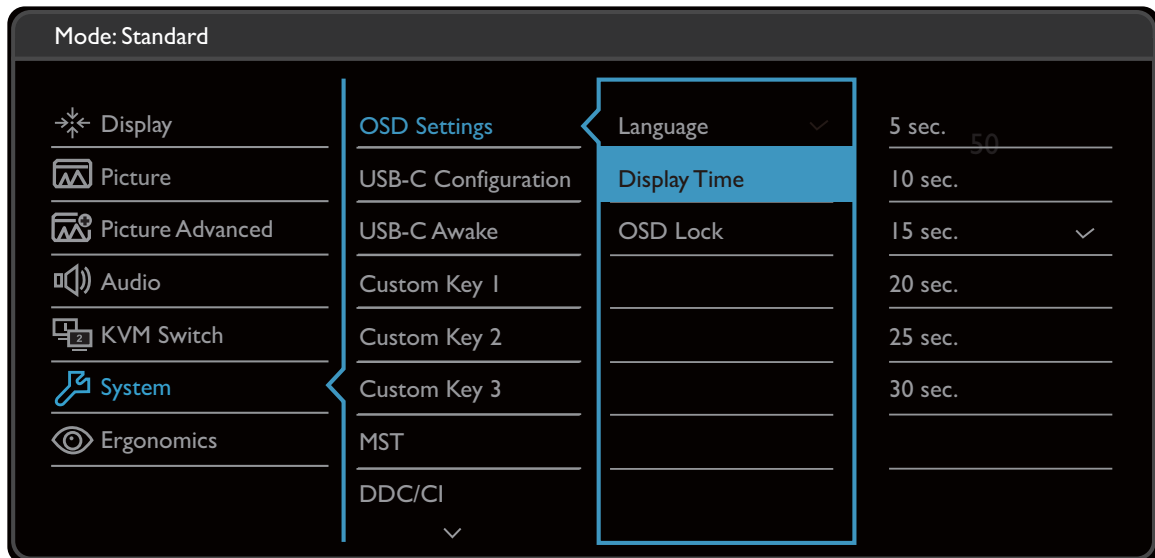 Mode: Standard
Display
Picture
Picture Advanced
Audio
KVM Switch
System
Ergonomics
OSD Settings
USB-C Configuration
USB-C Awake
Custom Key 1
Custom Key 2
Custom Key 3
MST
DDC/CI
Language
Display Time
OSD Lock
5 sec.
50
10 sec.
15 sec.
20 sec.
25 sec.
30 sec.
1
2